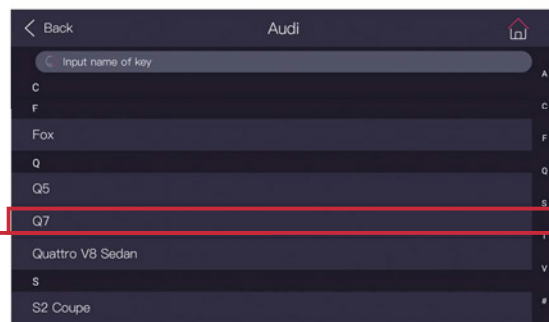 Back
Audi
Input name of key
C
F
Fox
Q
Q5
Q7
Quattro V8 Sedan
S
S2 Coupe
A
C
F
Q
S
T
V
#